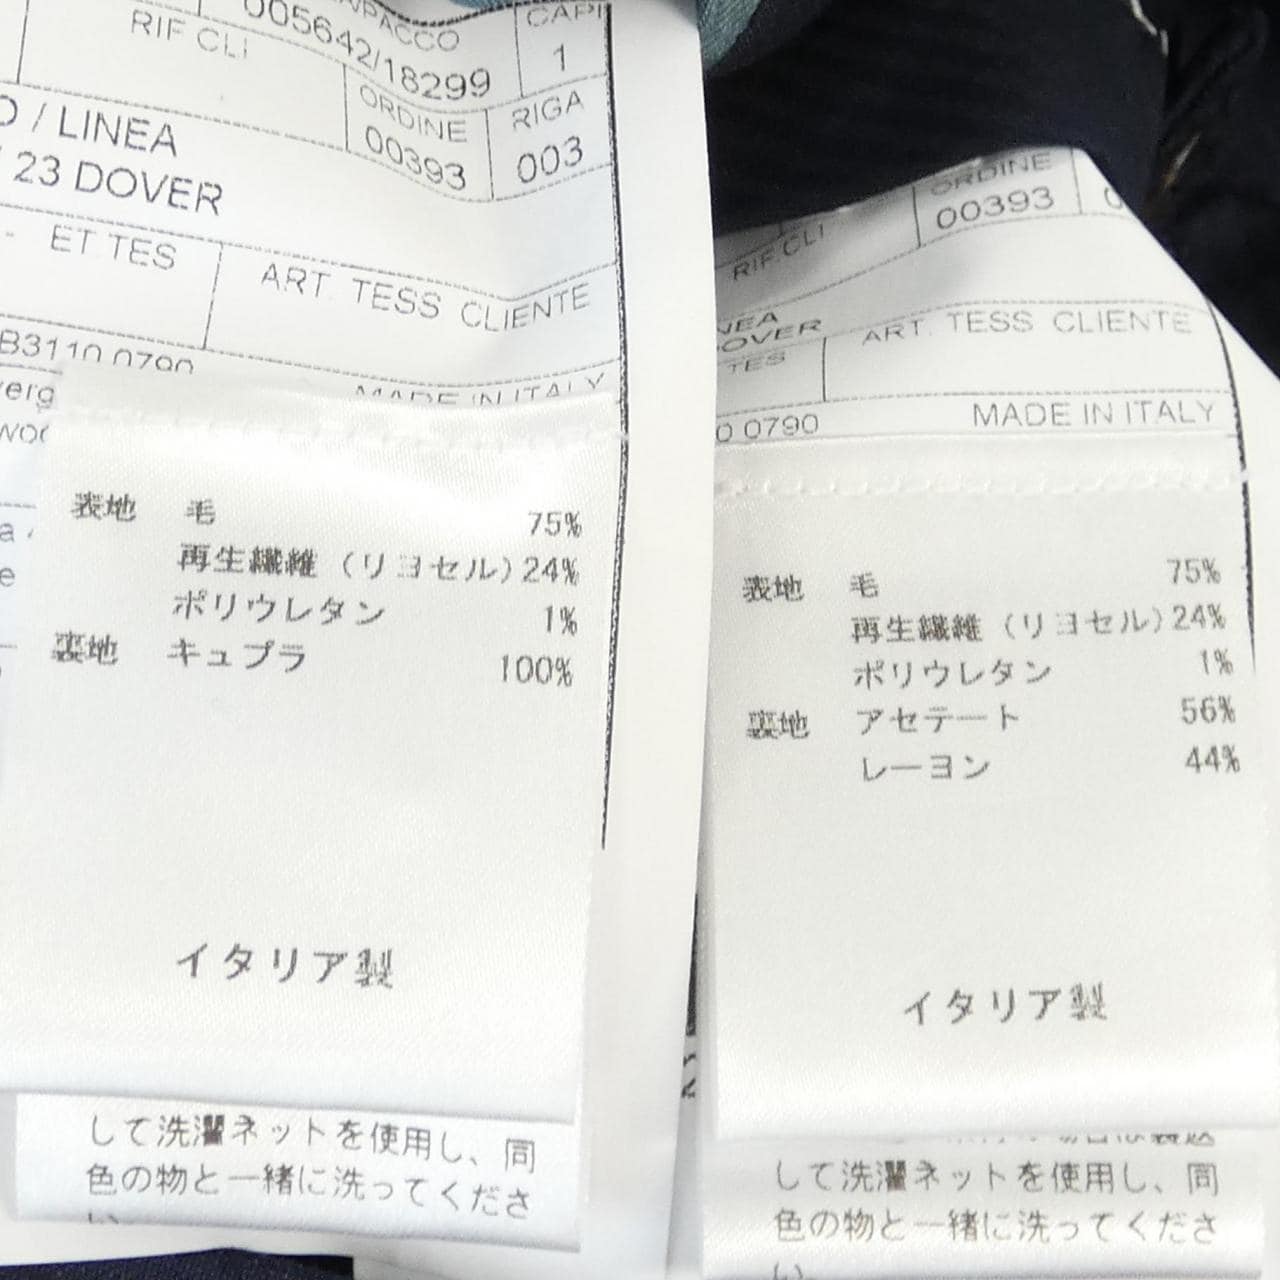 CAPI
RIF CLI
005642/18299
1
ORDINE
RIGA
/ LINEA
00393
003
23 DOVER
ET TES
ART. TESS CLIENTE
B3110 0790
MADE IN ITALY
表地 毛 75%
再生繊維(リヨセル)24%
ポリウレタン 1%
裏地 キュプラ 100%
イタリア製
して洗濯ネットを使用し、同
色の物と一緒に洗ってくださ
い。
ORDINE
00393
RIF CLI
ART. TESS CLIENTE
0790
MADE IN ITALY
表地 毛 75%
再生繊維(リヨセル)24%
ポリウレタン 1%
裏地 アセテート 56%
レーヨン 44%
イタリア製
して洗濯ネットを使用し、同
色の物と一緒に洗ってくださ
い。